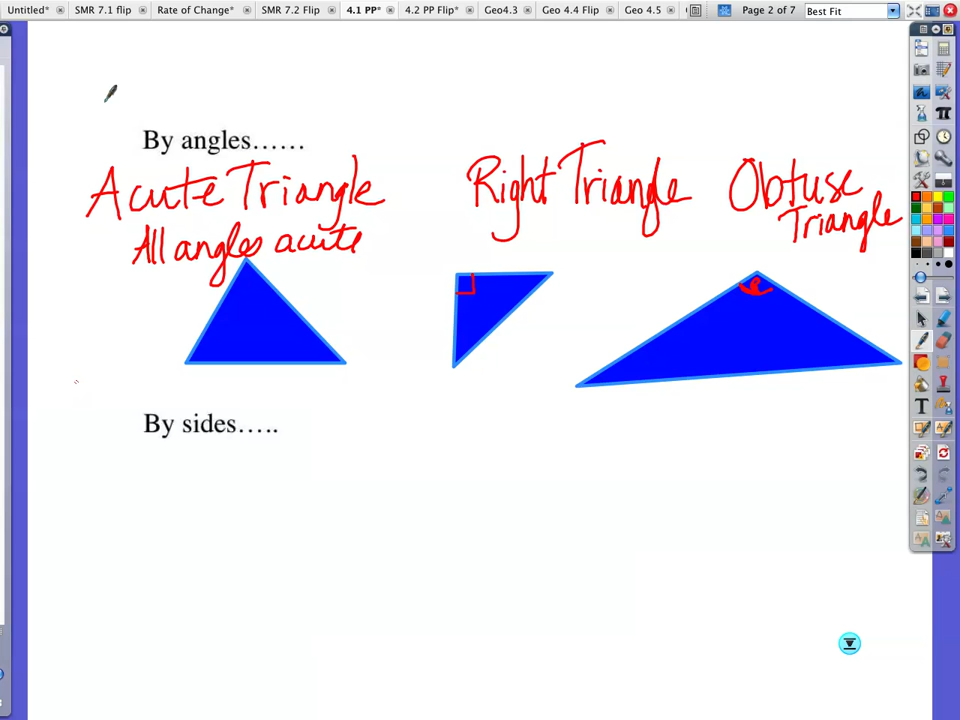 Untitled* SMR 7.1 flip Rate of Change* SMR 7.2 Flip 4.1 PP* 4.2 PP Flip* Geo4.3 Geo 4.4 Flip Geo 4.5 Page 2 of 7 Best Fit
By angles……
Acute Triangle Right Triangle Obtuse
Triangle
All angles acute
By sides…..